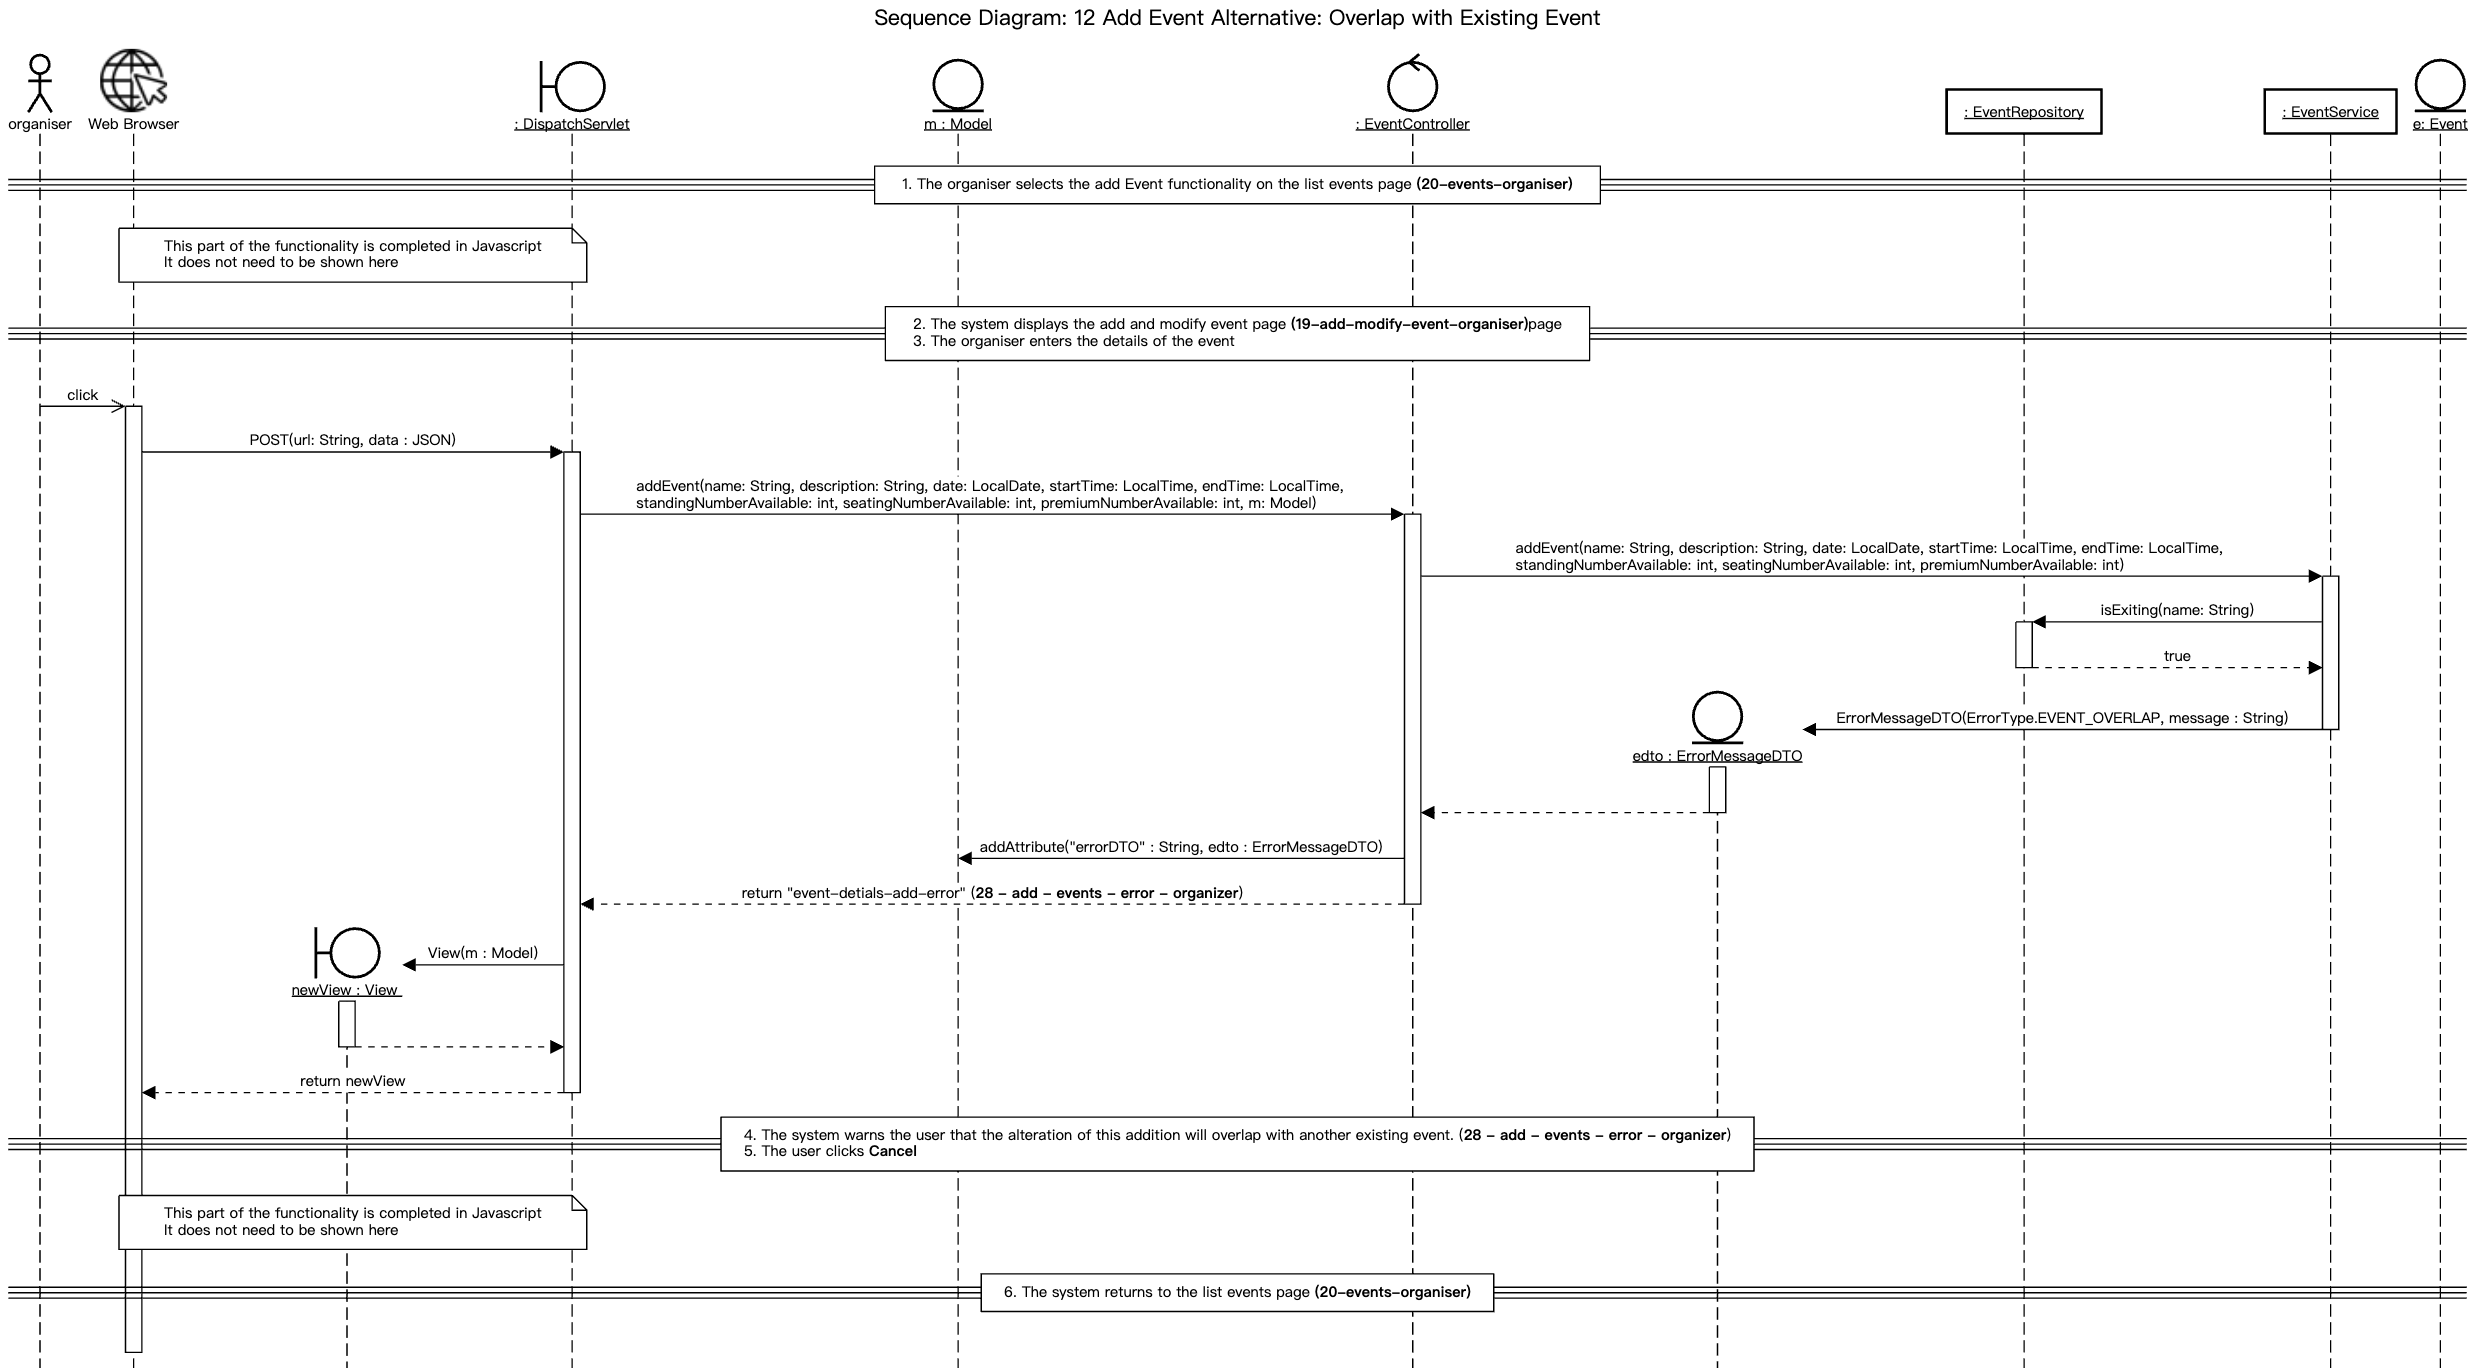 Sequence Diagram: 12 Add Event Alternative: Overlap with Existing Event
organiser
Web Browser
: DispatchServlet
m : Model
: EventController
: EventRepository
: EventService
e: Event
1. The organiser selects the add Event functionality on the list events page (20-events-organiser)
This part of the functionality is completed in Javascript
It does not need to be shown here
2. The system displays the add and modify event page (19-add-modify-event-organiser)page
3. The organiser enters the details of the event
click
POST(url: String, data : JSON)
addEvent(name: String, description: String, date: LocalDate, startTime: LocalTime, endTime: LocalTime,
standingNumberAvailable: int, seatingNumberAvailable: int, premiumNumberAvailable: int, m: Model)
addEvent(name: String, description: String, date: LocalDate, startTime: LocalTime, endTime: LocalTime,
standingNumberAvailable: int, seatingNumberAvailable: int, premiumNumberAvailable: int)
isExiting(name: String)
true
ErrorMessageDTO(ErrorType.EVENT_OVERLAP, message : String)
edto : ErrorMessageDTO
addAttribute("errorDTO" : String, edto : ErrorMessageDTO)
return "event-detials-add-error" (28 - add - events - error - organizer)
View(m : Model)
newView : View
return newView
4. The system warns the user that the alteration of this addition will overlap with another existing event. (28 - add - events - error - organizer)
5. The user clicks Cancel
This part of the functionality is completed in Javascript
It does not need to be shown here
6. The system returns to the list events page (20-events-organiser)